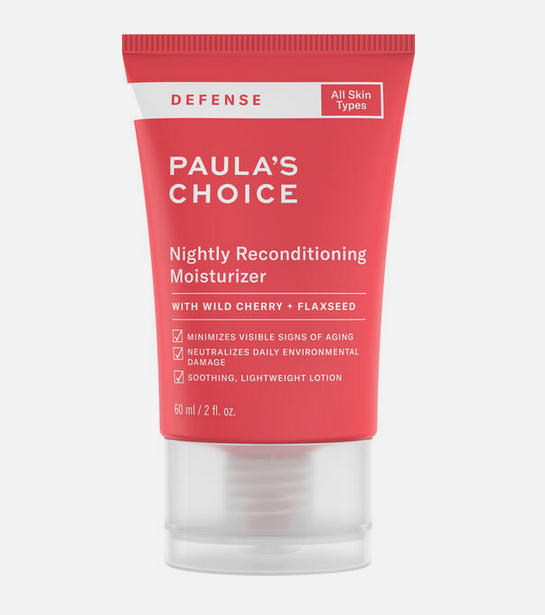 DEFENSE
All Skin
Types
PAULA'S
CHOICE
Nightly Reconditioning
Moisturizer
WITH WILD CHERRY + FLAXSEED
MINIMIZES VISIBLE SIGNS OF AGING
NEUTRALIZES DAILY ENVIRONMENTAL
DAMAGE
SOOTHING, LIGHTWEIGHT LOTION
60 ml / 2 fl. oz.